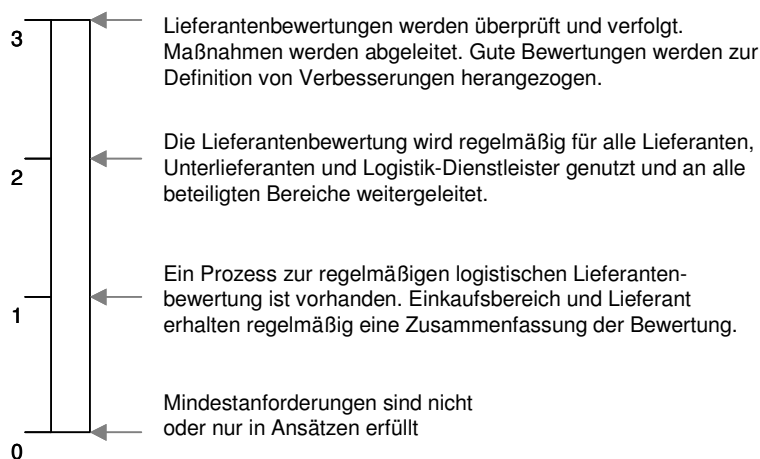 3
Lieferantenbewertungen werden überprüft und verfolgt.
Maßnahmen werden abgeleitet. Gute Bewertungen werden zur
Definition von Verbesserungen herangezogen.
2
Die Lieferantenbewertung wird regelmäßig für alle Lieferanten,
Unterlieferanten und Logistik-Dienstleister genutzt und an alle
beteiligten Bereiche weitergeleitet.
1
Ein Prozess zur regelmäßigen logistischen Lieferanten-
bewertung ist vorhanden. Einkaufsbereich und Lieferant
erhalten regelmäßig eine Zusammenfassung der Bewertung.
Mindestanforderungen sind nicht
oder nur in Ansätzen erfüllt
0